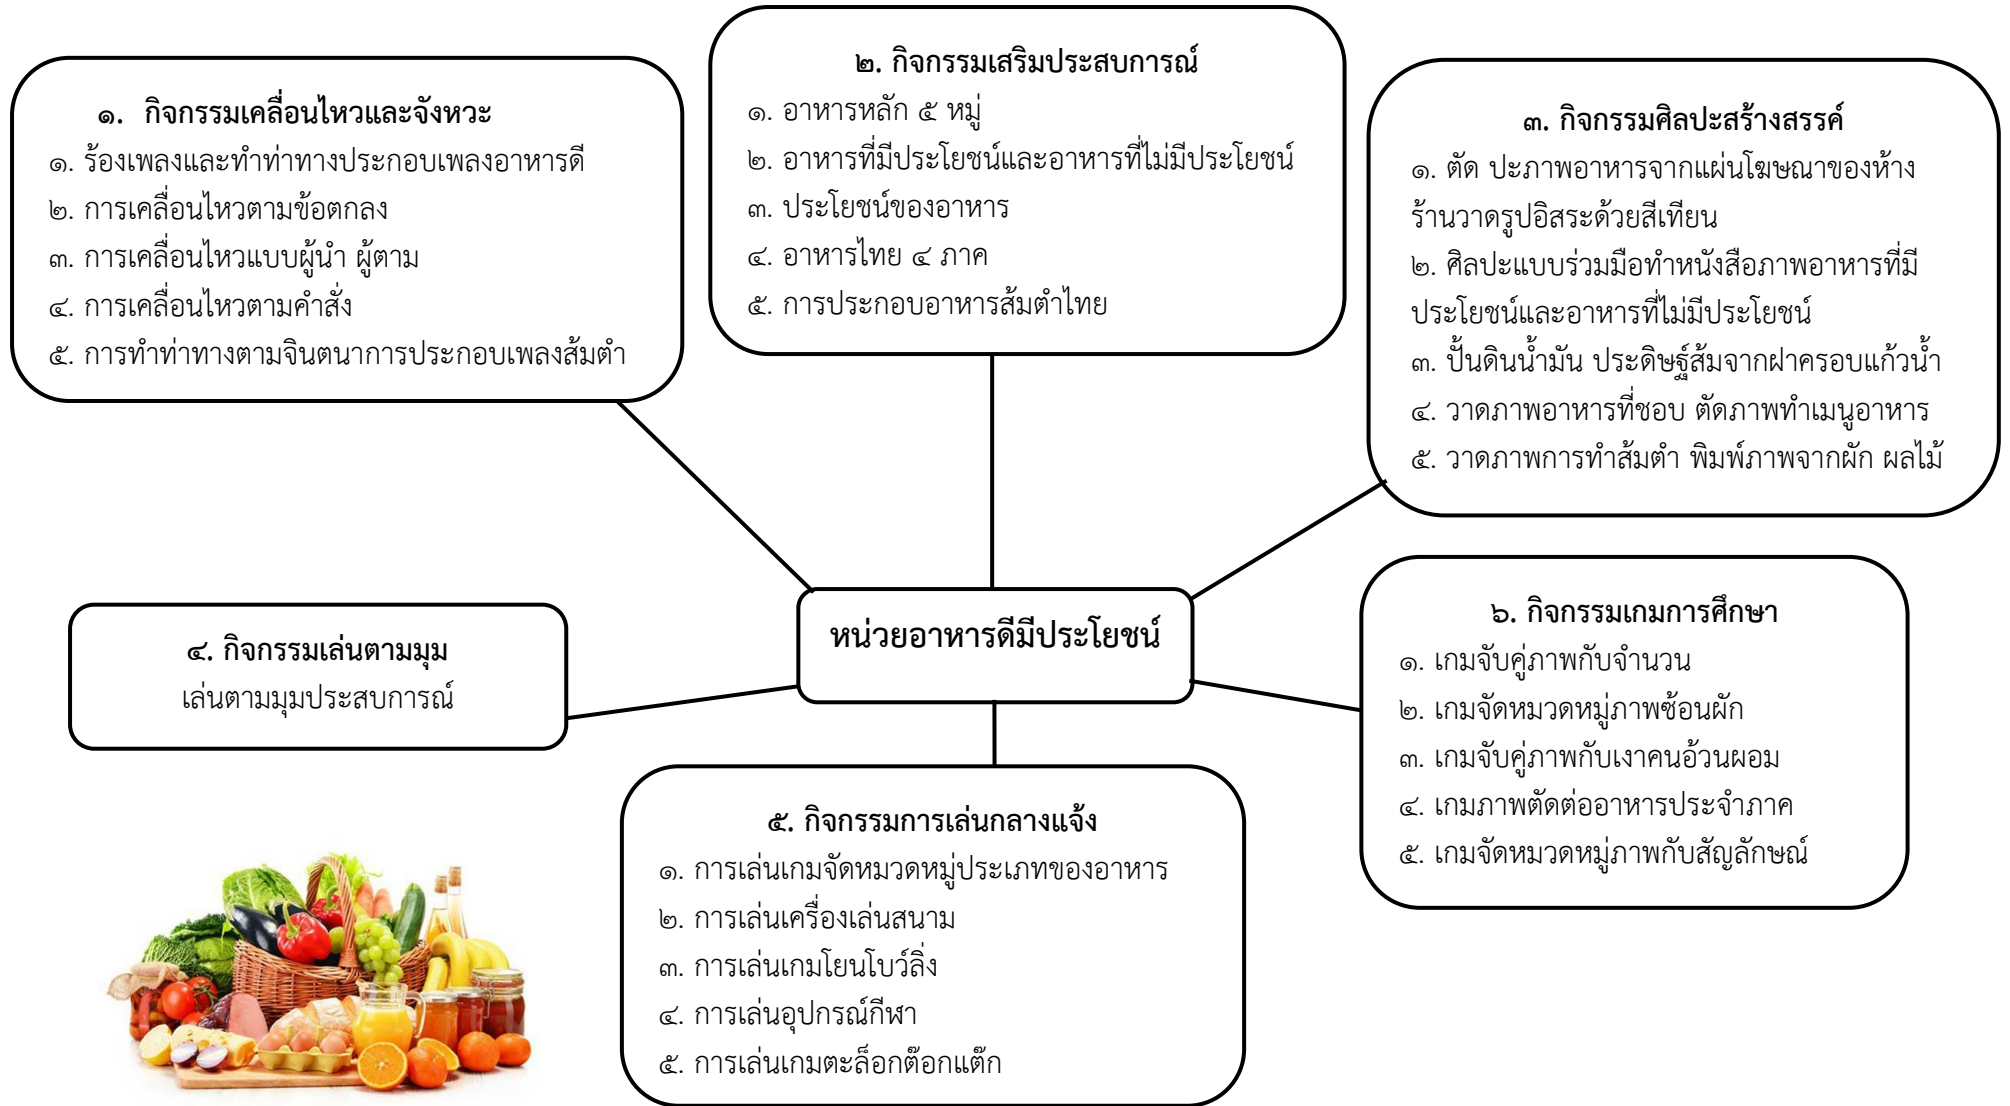 ๑. กิจกรรมเคลื่อนไหวและจังหวะ
๑. ร้องเพลงและทำท่าทางประกอบเพลงอาหารดี
๒. การเคลื่อนไหวตามข้อตกลง
๓. การเคลื่อนไหวแบบผู้นำ ผู้ตาม
๔. การเคลื่อนไหวตามคำสั่ง
๕. การทำท่าทางตามจินตนาการประกอบเพลงส้มตำ
๒. กิจกรรมเสริมประสบการณ์
๑. อาหารหลัก ๕ หมู่
๒. อาหารที่มีประโยชน์และอาหารที่ไม่มีประโยชน์
๓. ประโยชน์ของอาหาร
๔. อาหารไทย ๔ ภาค
๕. การประกอบอาหารส้มตำไทย
๓. กิจกรรมศิลปะสร้างสรรค์
๑. ตัด ปะภาพอาหารจากแผ่นโฆษณาของห้าง
ร้านวาดรูปอิสระด้วยสีเทียน
๒. ศิลปะแบบร่วมมือทำหนังสือภาพอาหารที่มี
ประโยชน์และอาหารที่ไม่มีประโยชน์
๓. ปั้นดินน้ำมัน ประดิษฐ์ส้มจากฝาครอบแก้วน้ำ
๔. วาดภาพอาหารที่ชอบ ตัดภาพทำเมนูอาหาร
๕. วาดภาพการทำส้มตำ พิมพ์ภาพจากผัก ผลไม้
หน่วยอาหารดีมีประโยชน์
๔. กิจกรรมเล่นตามมุม
เล่นตามมุมประสบการณ์
๕. กิจกรรมการเล่นกลางแจ้ง
๑. การเล่นเกมจัดหมวดหมู่ประเภทของอาหาร
๒. การเล่นเครื่องเล่นสนาม
๓. การเล่นเกมโยนโบว์ลิ่ง
๔. การเล่นอุปกรณ์กีฬา
๕. การเล่นเกมตะล็อกต๊อกแต๊ก
๖. กิจกรรมเกมการศึกษา
๑. เกมจับคู่ภาพกับจำนวน
๒. เกมจัดหมวดหมู่ภาพซ้อนผัก
๓. เกมจับคู่ภาพกับเงาคนอ้วนผอม
๔. เกมภาพตัดต่ออาหารประจำภาค
๕. เกมจัดหมวดหมู่ภาพกับสัญลักษณ์